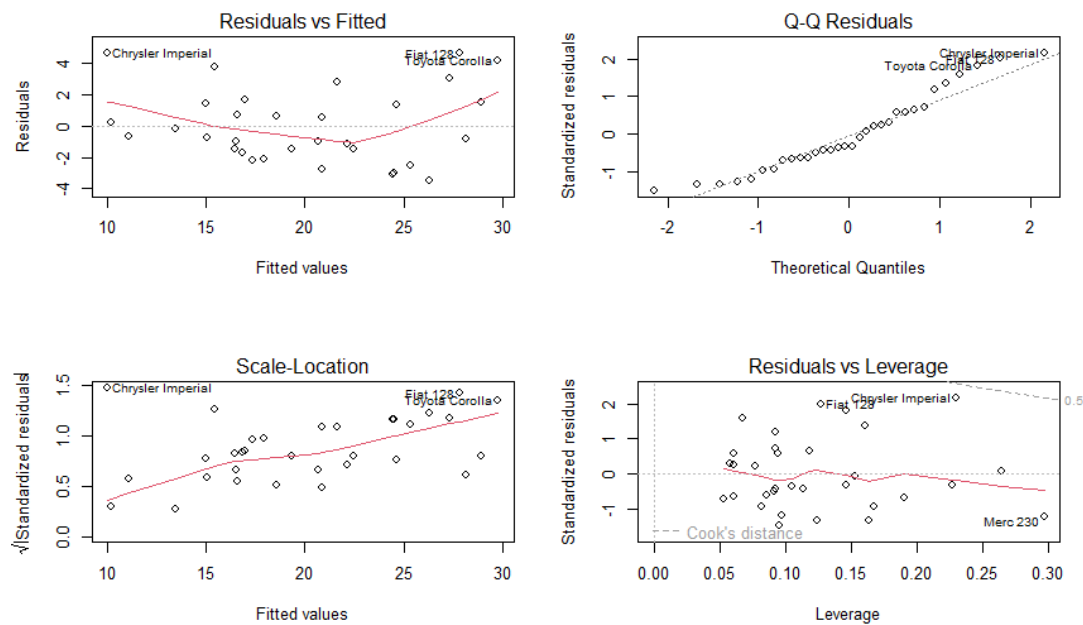 Residuals vs Fitted
Residuals
4
2
0
-2
-4
Chrysler Imperial
Fiat 128
Toyota Corolla
10
15
20
25
30
Fitted values
Q-Q Residuals
Standardized residuals
2
1
0
-1
Chrysler Imperial
Fiat 128
Toyota Corolla
-2
-1
0
1
2
Theoretical Quantiles
Scale-Location
√|Standardized residuals|
1.5
1.0
0.5
0.0
Chrysler Imperial
Fiat 128
Toyota Corolla
10
15
20
25
30
Fitted values
Residuals vs Leverage
Standardized residuals
2
1
0
-1
Fiat 128
Chrysler Imperial
0.5
Merc 230
Cook's distance
0.00
0.05
0.10
0.15
0.20
0.25
0.30
Leverage